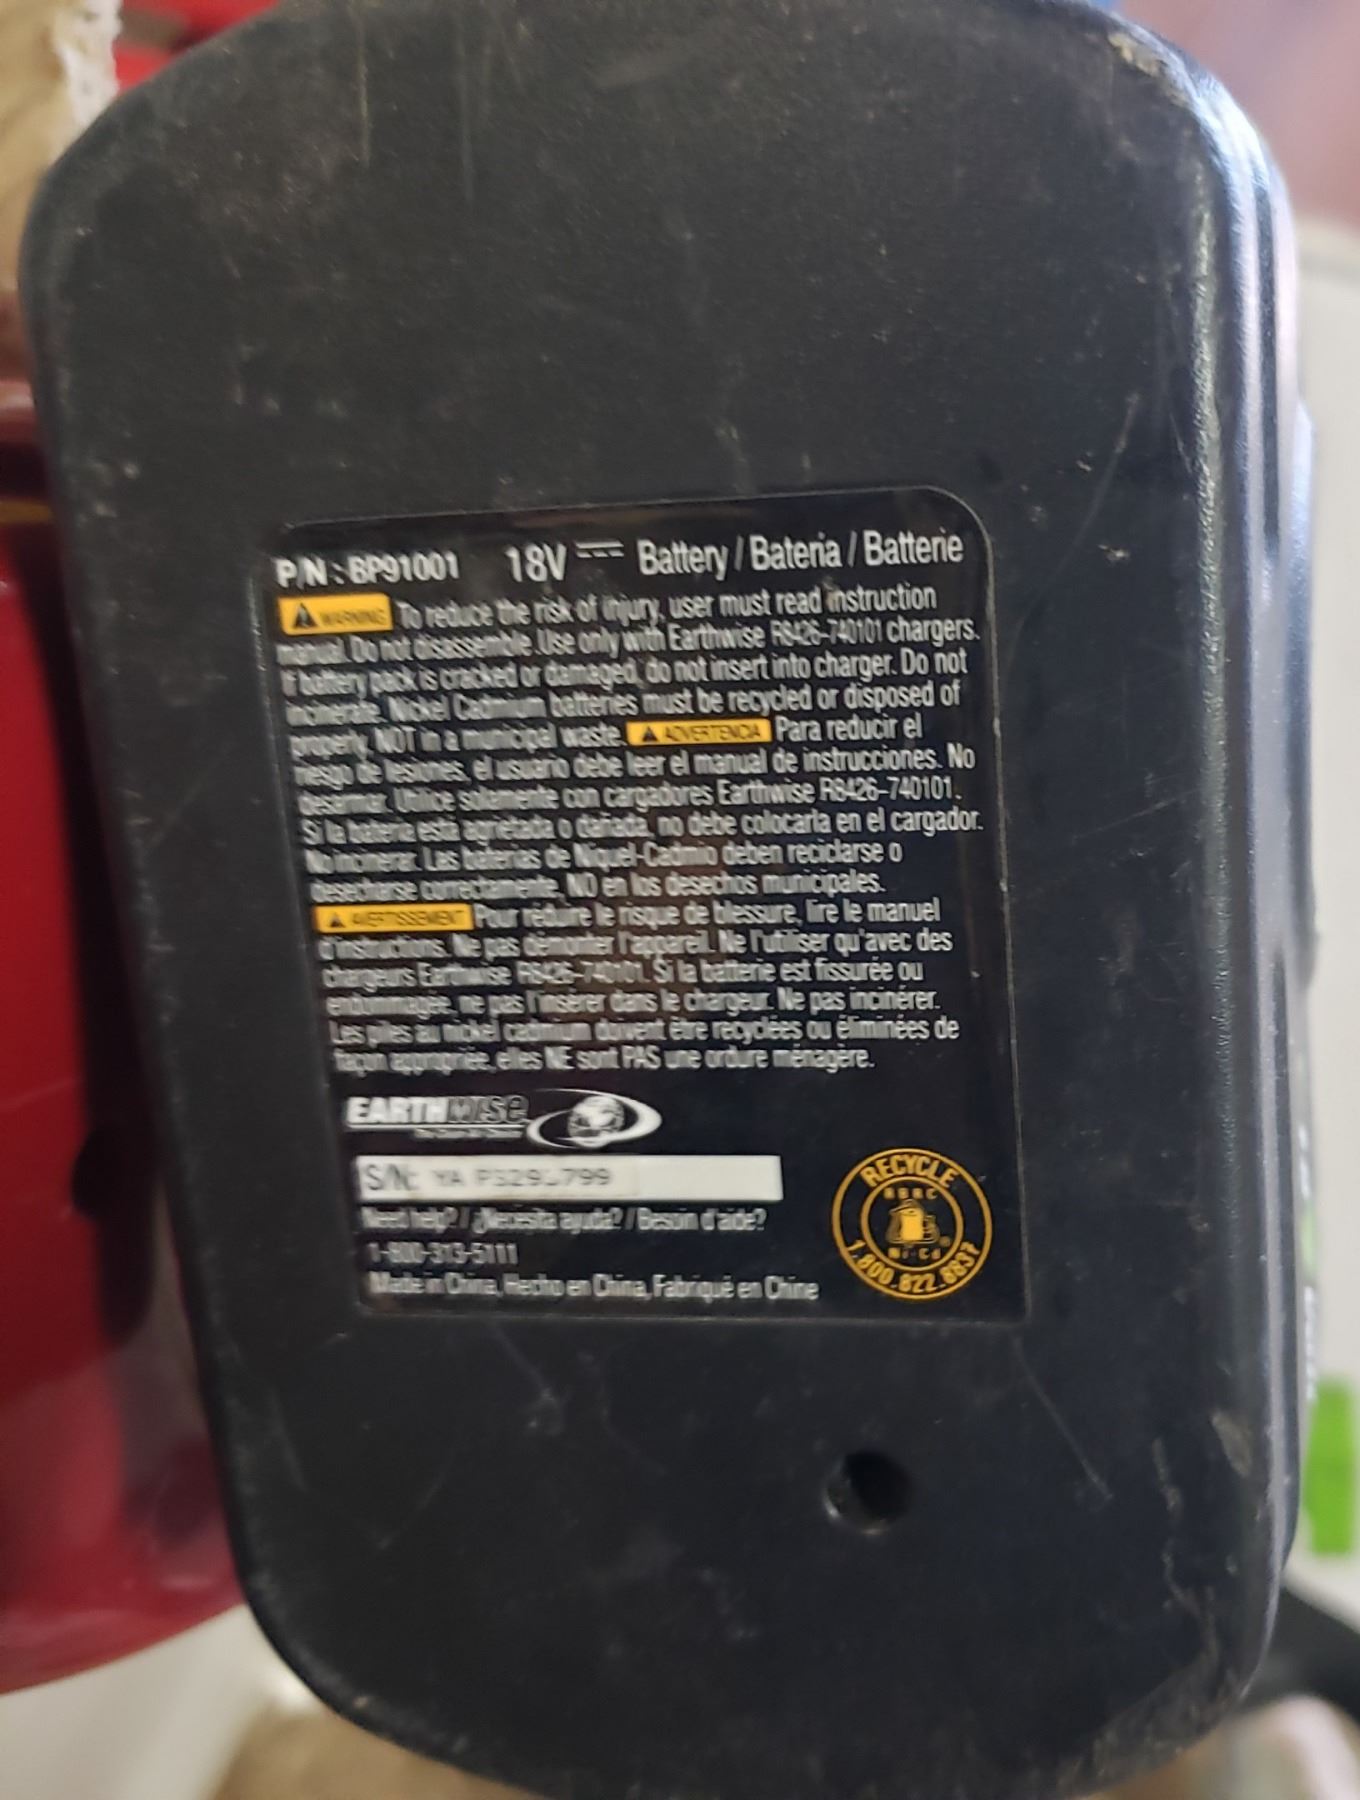 P/N : BP91001 18V Battery / Bateria / Batterie
WARNING To reduce the risk of injury, user must read instruction
manual. Do not disassemble. Use only with Earthwise R8426-740101 chargers.
If battery pack is cracked or damaged, do not insert into charger. Do not
incinerate. Nickel Cadmium batteries must be recycled or disposed of
properly, NOT in a municipal waste. ADVERTENCIA Para reducir el
riesgo de lesiones, el usuario debe leer el manual de instrucciones. No
desarmar. Utilice solamente con cargadores Earthwise R8426-740101.
Si la batería está agrietada o dañada, no debe colocarla en el cargador.
No incinerar. Las baterías de Níquel-Cadmio deben reciclarse o
desecharse correctamente. NO en los desechos municipales.
AVERTISSEMENT Pour réduire le risque de blessure, lire le manuel
d'instructions. Ne pas démonter l'appareil. Ne l'utiliser qu'avec des
chargeurs Earthwise R8426-740101. Si la batterie est fissurée ou
endommagée, ne pas l'insérer dans le chargeur. Ne pas incinérer.
Les piles au nickel cadmium doivent être recyclées ou éliminées de
façon appropriée, elles NE sont PAS une ordure ménagère.
EARTHWISE
S/N: YA
Need help? / ¿Necesita ayuda? / Besoin d'aide?
1-800-313-5111
Made in China, Hecho en China, Fabriqué en Chine
RECYCLE
RBRC
Ni-Cd
1.800.822.8837